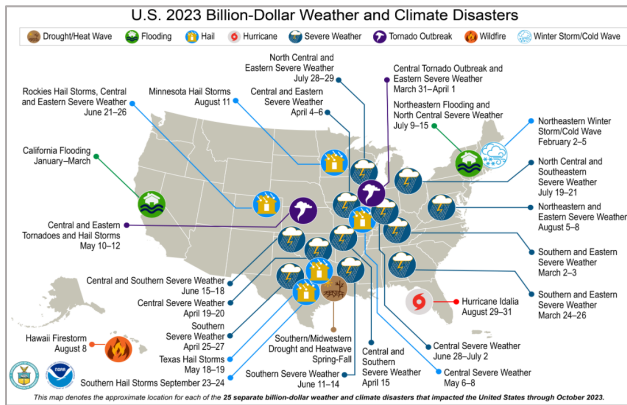 U.S. 2023 Billion-Dollar Weather and Climate Disasters
Drought/Heat Wave
Flooding
Hail
Hurricane
Severe Weather
Tornado Outbreak
Wildfire
Winter Storm/Cold Wave
North Central and
Eastern Severe Weather
July 28–29
Central Tornado Outbreak and
Eastern Severe Weather
March 31–April 1
Rockies Hail Storms, Central
and Eastern Severe Weather
June 21–26
Minnesota Hail Storms
August 11
Central and Eastern
Severe Weather
April 4–6
Northeastern Flooding and
North Central Severe Weather
July 9–15
Northeastern Winter
Storm/Cold Wave
February 2–5
California Flooding
January–March
North Central and
Southeastern
Severe Weather
July 19–21
Northeastern and
Eastern Severe Weather
August 5–8
Central and Eastern
Tornadoes and Hail Storms
May 10–12
Southern and Eastern
Severe Weather
March 2–3
Central and Southern Severe Weather
June 15–18
Southern and Eastern
Severe Weather
March 24–26
Central Severe Weather
April 19–20
Hurricane Idalia
August 29–31
Southern
Severe Weather
April 25–27
Hawaii Firestorm
August 8
Texas Hail Storms
May 18–19
Southern Hail Storms September 23–24
Southern/Midwestern
Drought and Heatwave
Spring-Fall
Southern Severe Weather
June 11–14
Central and
Southern
Severe Weather
April 15
Central Severe Weather
June 28–July 2
Central Severe Weather
May 6–8
noaa
This map denotes the approximate location for each of the 25 separate billion-dollar weather and climate disasters that impacted the United States through October 2023.